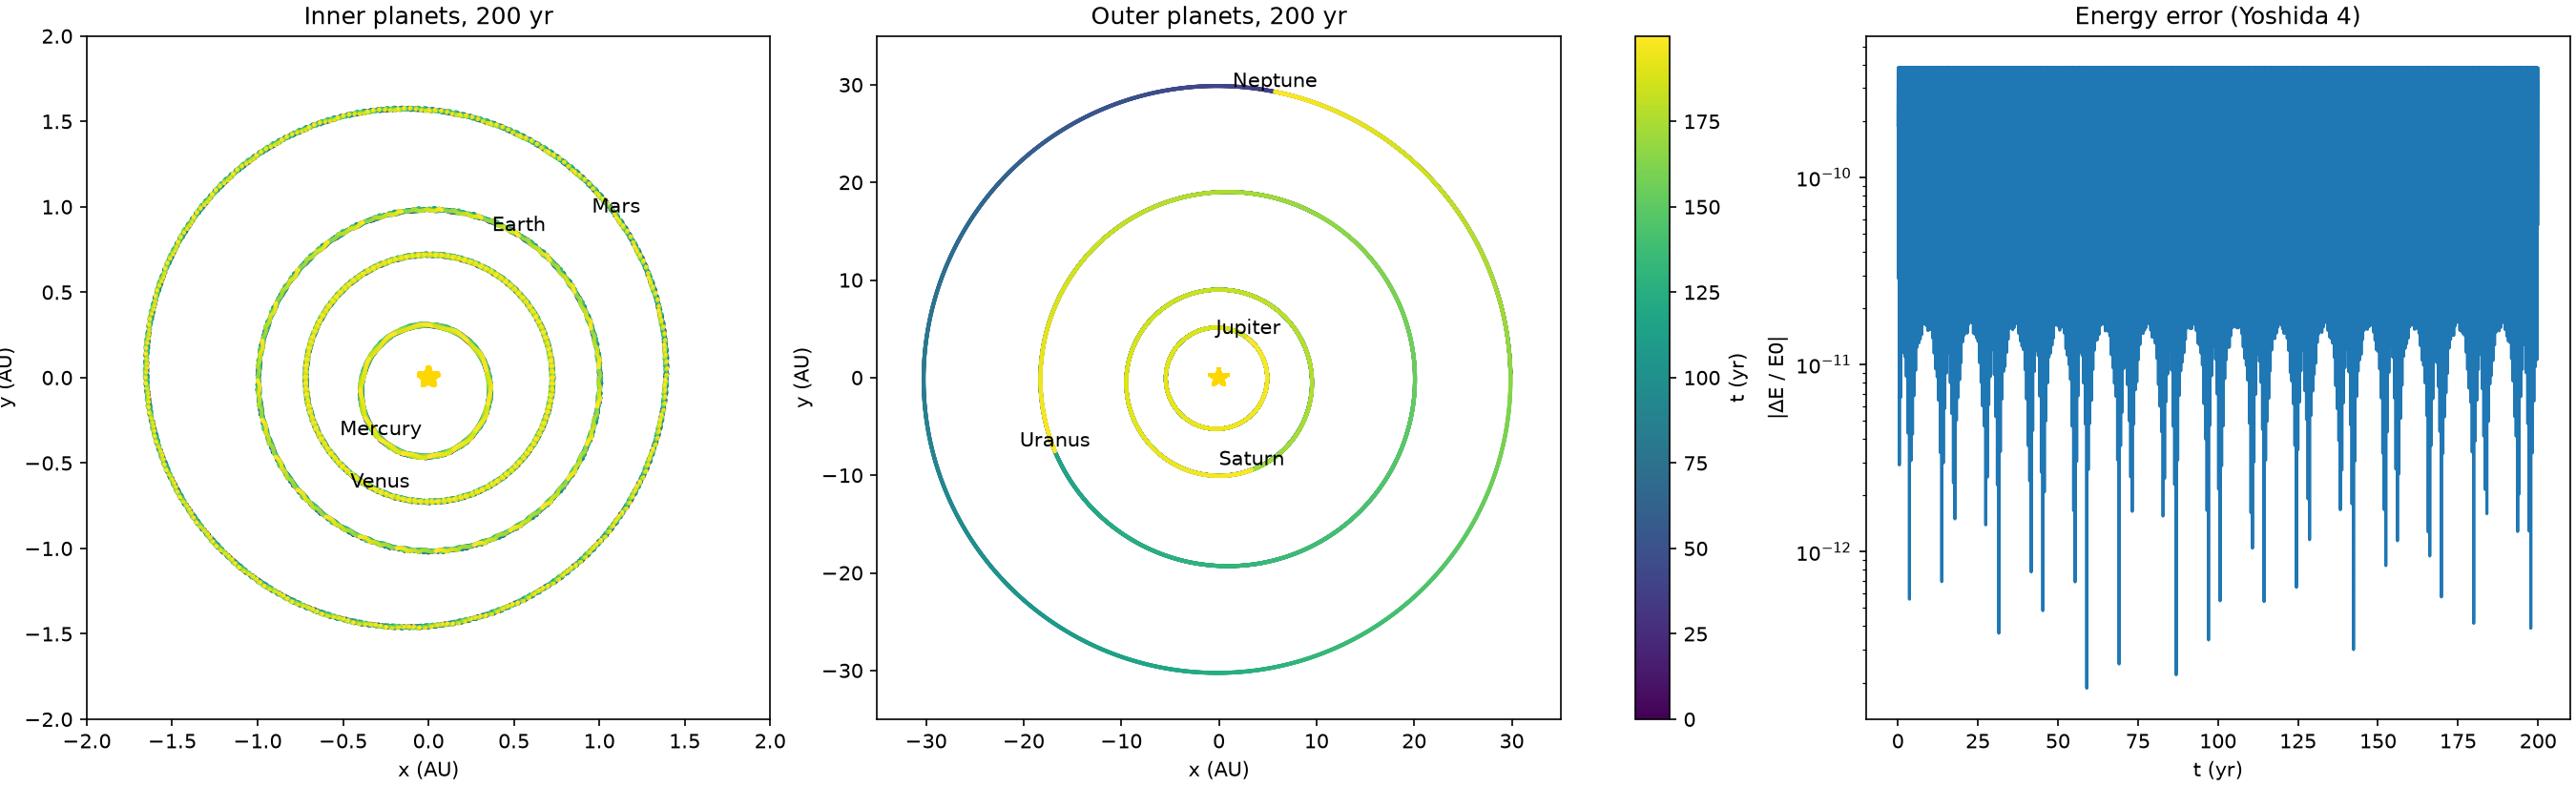 Inner planets, 200 yr
2.0
1.5
1.0
0.5
0.0
−0.5
−1.0
−1.5
−2.0
y (AU)
Mars
Earth
Mercury
Venus
−2.0 −1.5 −1.0 −0.5 0.0 0.5 1.0 1.5 2.0
x (AU)
Outer planets, 200 yr
30
20
10
0
−10
−20
−30
y (AU)
Neptune
Jupiter
Uranus
Saturn
−30 −20 −10 0 10 20 30
x (AU)
175
150
125
100
75
50
25
0
t (yr)
Energy error (Yoshida 4)
10⁻¹⁰
10⁻¹¹
10⁻¹²
|ΔE / E0|
0 25 50 75 100 125 150 175 200
t (yr)